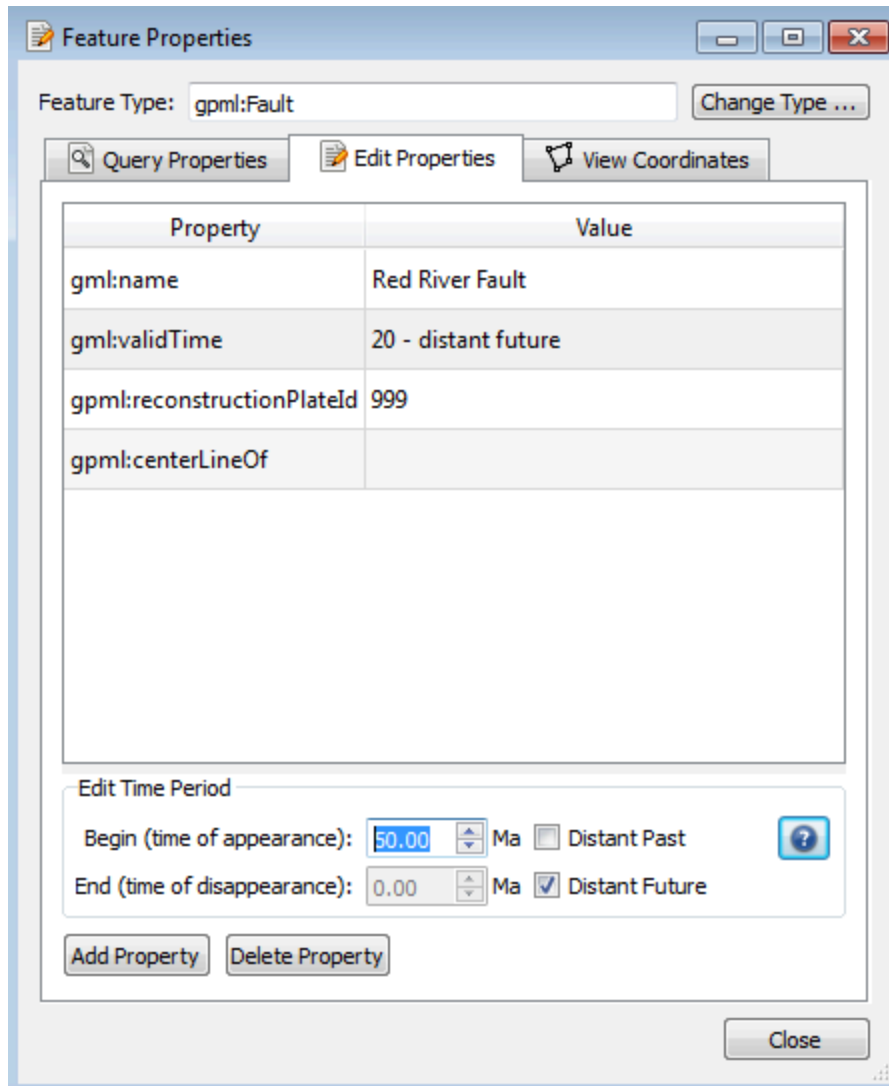 Feature Properties
Feature Type: gpml:Fault Change Type ...
Query Properties Edit Properties View Coordinates
Property Value
gml:name Red River Fault
gml:validTime 20 - distant future
gpml:reconstructionPlateId 999
gpml:centerLineOf
Edit Time Period
Begin (time of appearance): 50.00 Ma Distant Past
End (time of disappearance): 0.00 Ma Distant Future
Add Property Delete Property
Close